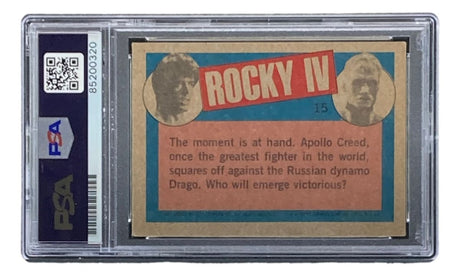 85200320
PSA
PSA
ROCKY IV
15
The moment is at hand. Apollo Creed,
once the greatest fighter in the world,
squares off against the Russian dynamo
Drago. Who will emerge victorious?